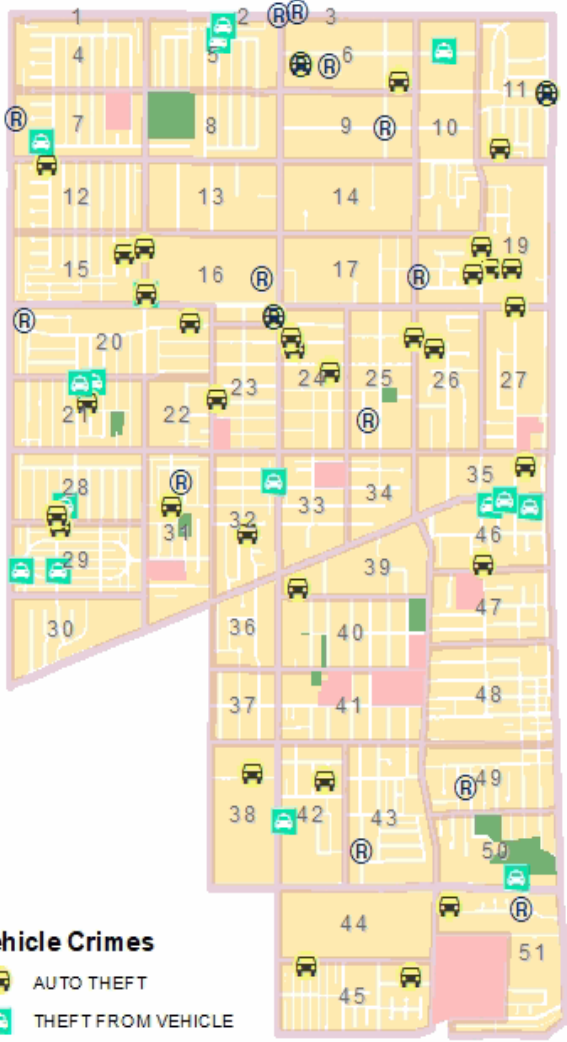 1 2 Ⓡ Ⓡ 3
4 5 Ⓡ 6
11
Ⓡ 7 8 9 Ⓡ 10
12 13 14
15 16 Ⓡ 17 Ⓡ 19
Ⓡ 20
21 22 23 24 25 26 27
Ⓡ
28 Ⓡ 31 32 33 34 35
29 46
39
30 36 40 47
37 41 48
38 42 43 Ⓡ 49
Ⓡ 50
44 Ⓡ
45 51
ehicle Crimes
AUTO THEFT
THEFT FROM VEHICLE